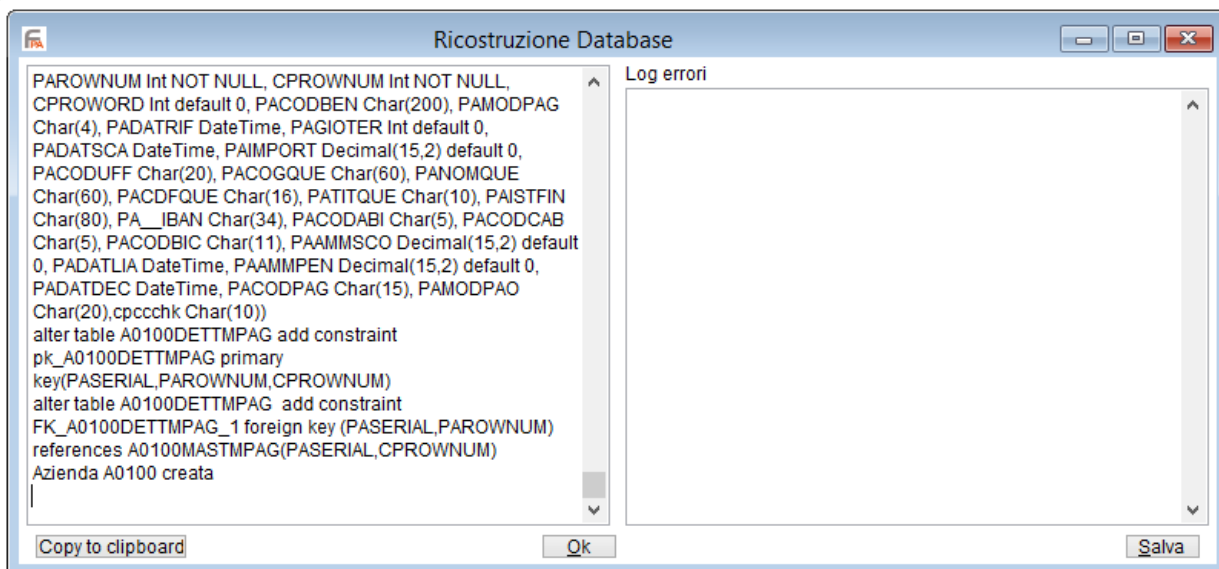 FPA
Ricostruzione Database
PAROWNUM Int NOT NULL, CPROWNUM Int NOT NULL,
CPROWORD Int default 0, PACODBEN Char(200), PAMODPAG
Char(4), PADATRIF DateTime, PAGIOTER Int default 0,
PADATSCA DateTime, PAIMPORT Decimal(15,2) default 0,
PACODUFF Char(20), PACOGQUE Char(60), PANOMQUE
Char(60), PACDFQUE Char(16), PATITQUE Char(10), PAISTFIN
Char(80), PA__IBAN Char(34), PACODABI Char(5), PACODCAB
Char(5), PACODBIC Char(11), PAAMMSCO Decimal(15,2) default
0, PADATLIA DateTime, PAAMMPEN Decimal(15,2) default 0,
PADATDEC DateTime, PACODPAG Char(15), PAMODPAO
Char(20),cpccchk Char(10))
alter table A0100DETTMPAG add constraint
pk_A0100DETTMPAG primary
key(PASERIAL,PAROWNUM,CPROWNUM)
alter table A0100DETTMPAG  add constraint
FK_A0100DETTMPAG_1 foreign key (PASERIAL,PAROWNUM)
references A0100MASTMPAG(PASERIAL,CPROWNUM)
Azienda A0100 creata
Log errori
Copy to clipboard
Ok
Salva